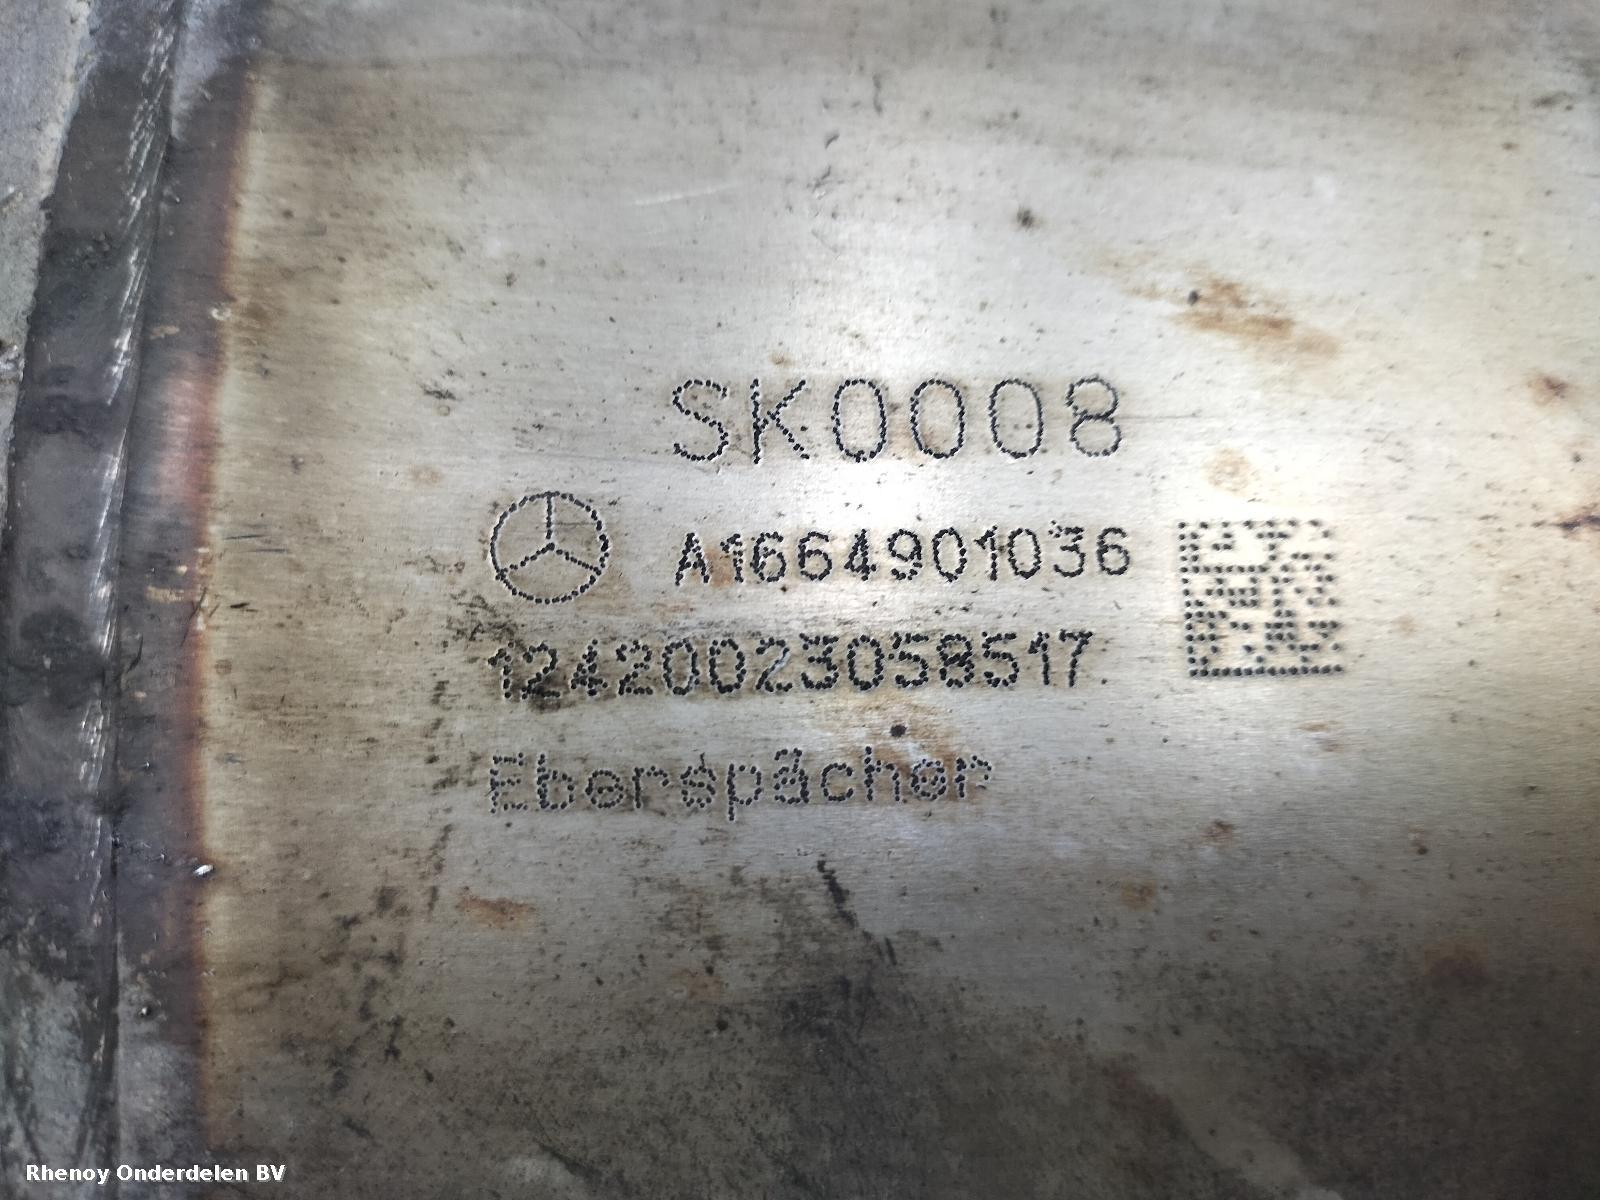 SK0008
A1664901036
12420023058517
Eberspächer
Rhenoy Onderdelen BV